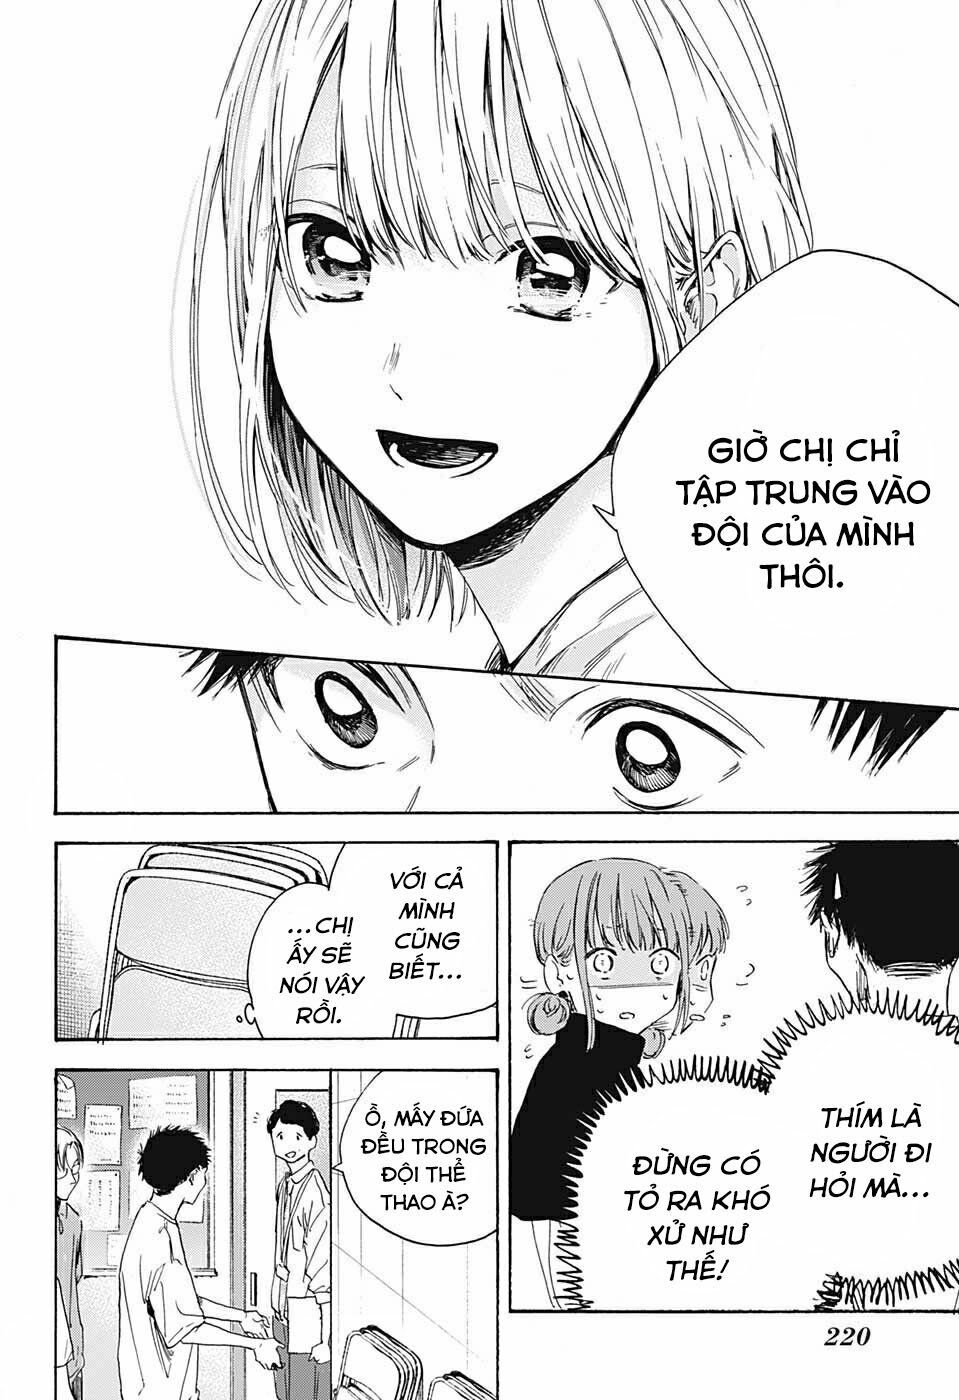 GIỜ CHỊ CHỈ
TẬP TRUNG VÀO
ĐỘI CỦA MÌNH
THÔI.
THÍM LÀ
NGƯỜI ĐI
HỎI MÀ...
ĐỪNG CÓ
TỎ RA KHÓ
XỬ NHƯ
THẾ!
VỚI CẢ
MÌNH
CŨNG
BIẾT...
...CHỊ
ẤY SẼ
NÓI VẬY
RỒI.
Ồ, MẤY ĐỨA
ĐỀU TRONG
ĐỘI THỂ
THAO À?
220